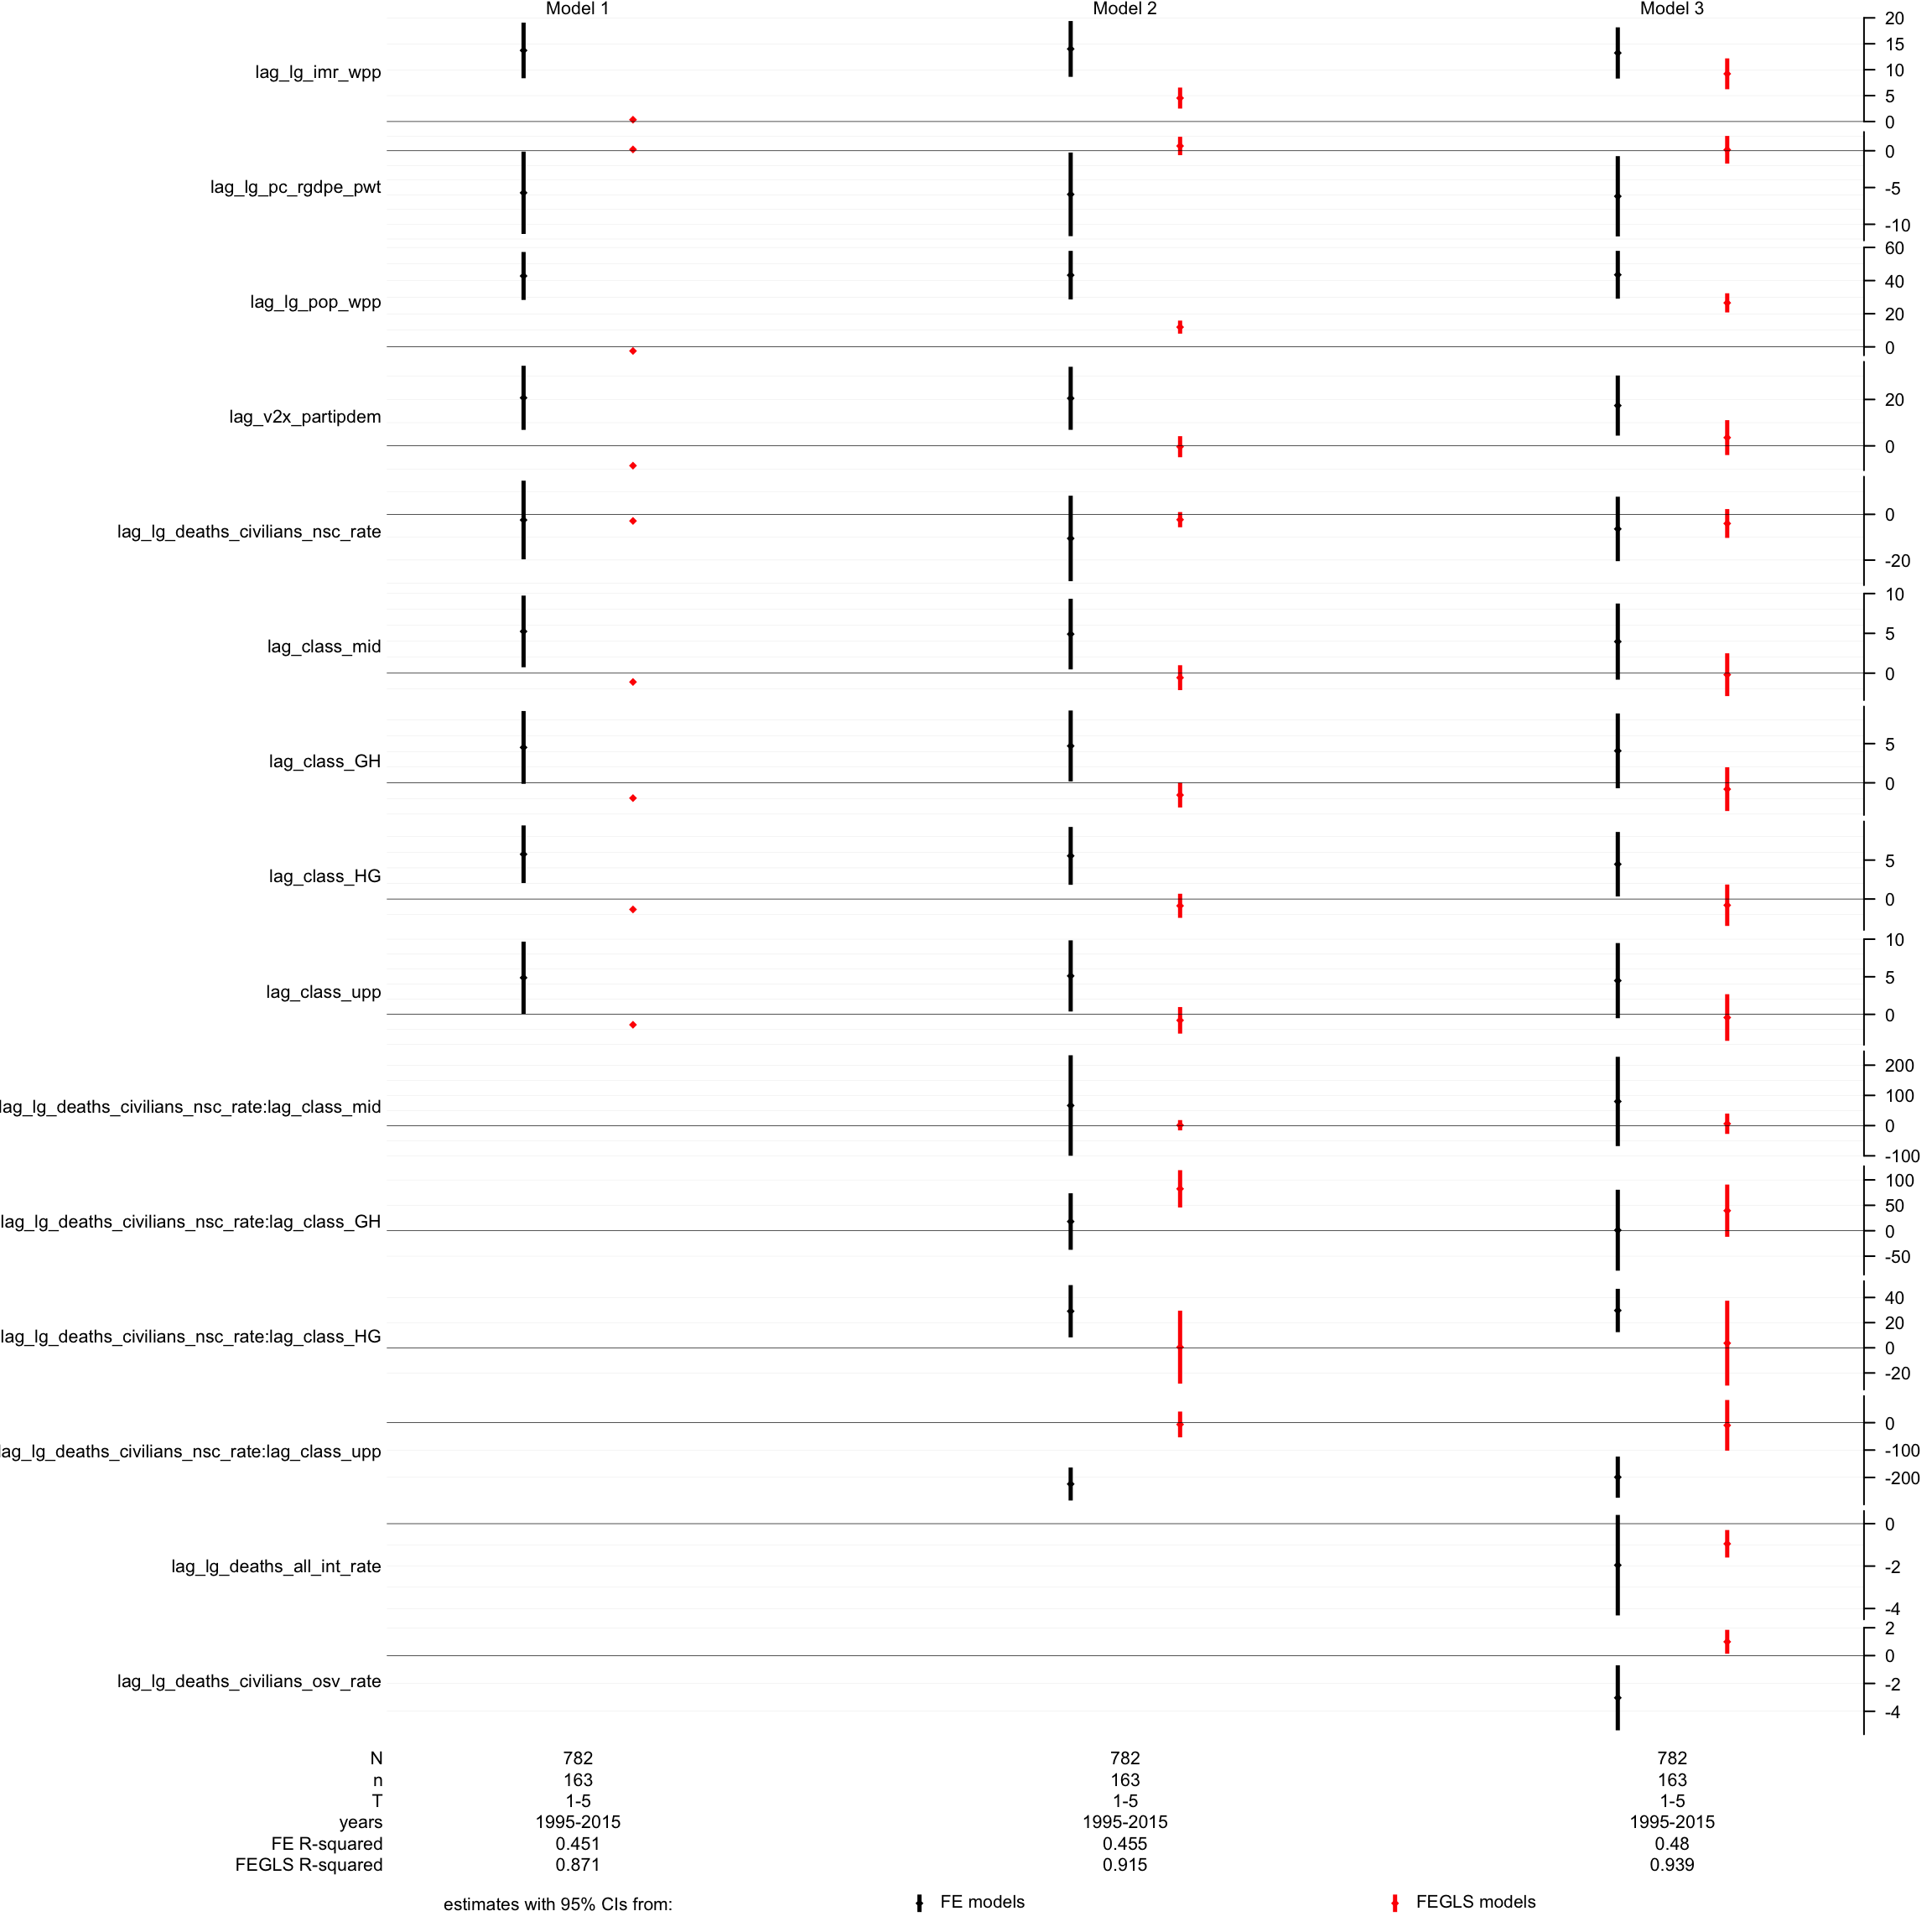 Model 1 Model 2 Model 3
lag_lg_imr_wpp
20
15
10
5
0
lag_lg_pc_rgdpe_pwt
0
-5
-10
lag_lg_pop_wpp
60
40
20
0
lag_v2x_partipdem
20
0
lag_lg_deaths_civilians_nsc_rate
0
-20
lag_class_mid
10
5
0
lag_class_GH
5
0
lag_class_HG
5
0
lag_class_upp
10
5
0
lag_lg_deaths_civilians_nsc_rate:lag_class_mid
200
100
0
-100
lag_lg_deaths_civilians_nsc_rate:lag_class_GH
100
50
0
-50
lag_lg_deaths_civilians_nsc_rate:lag_class_HG
40
20
0
-20
lag_lg_deaths_civilians_nsc_rate:lag_class_upp
0
-100
-200
lag_lg_deaths_all_int_rate
0
-2
-4
lag_lg_deaths_civilians_osv_rate
2
0
-2
-4
N 782 782 782
n 163 163 163
T 1-5 1-5 1-5
years 1995-2015 1995-2015 1995-2015
FE R-squared 0.451 0.455 0.48
FEGLS R-squared 0.871 0.915 0.939
estimates with 95% CIs from: FE models FEGLS models